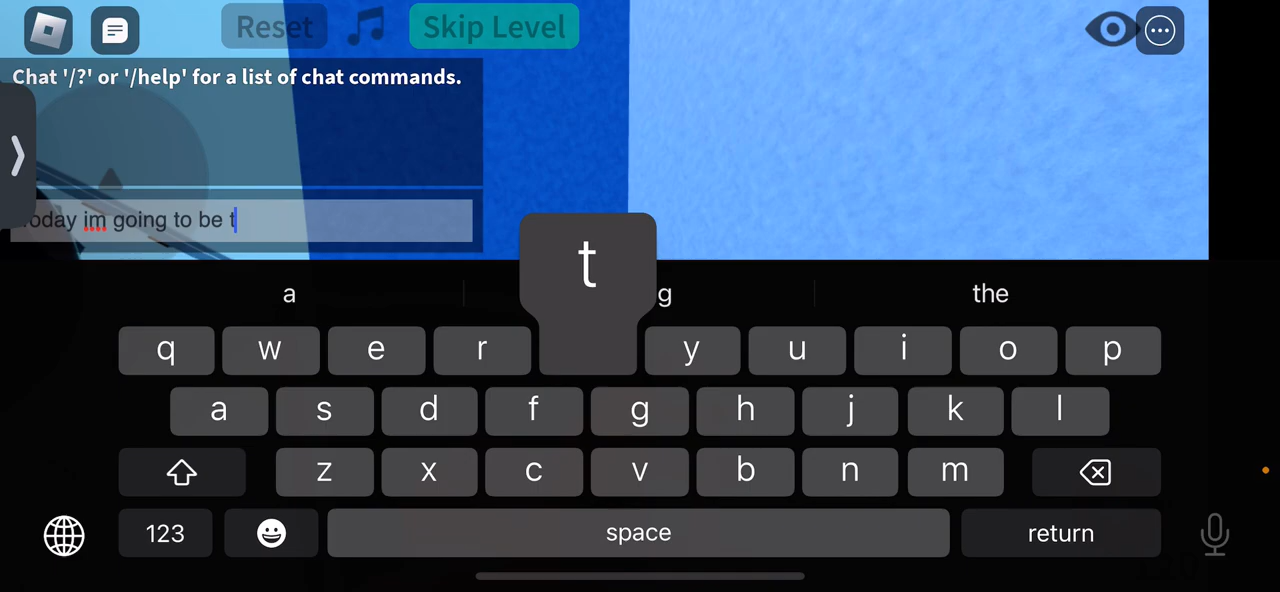 Reset Skip Level
Chat '/?' or '/help' for a list of chat commands.
today im going to be t
t
a g the
q w e r y u i o p
a s d f g h j k l
z x c v b n m
123 space return